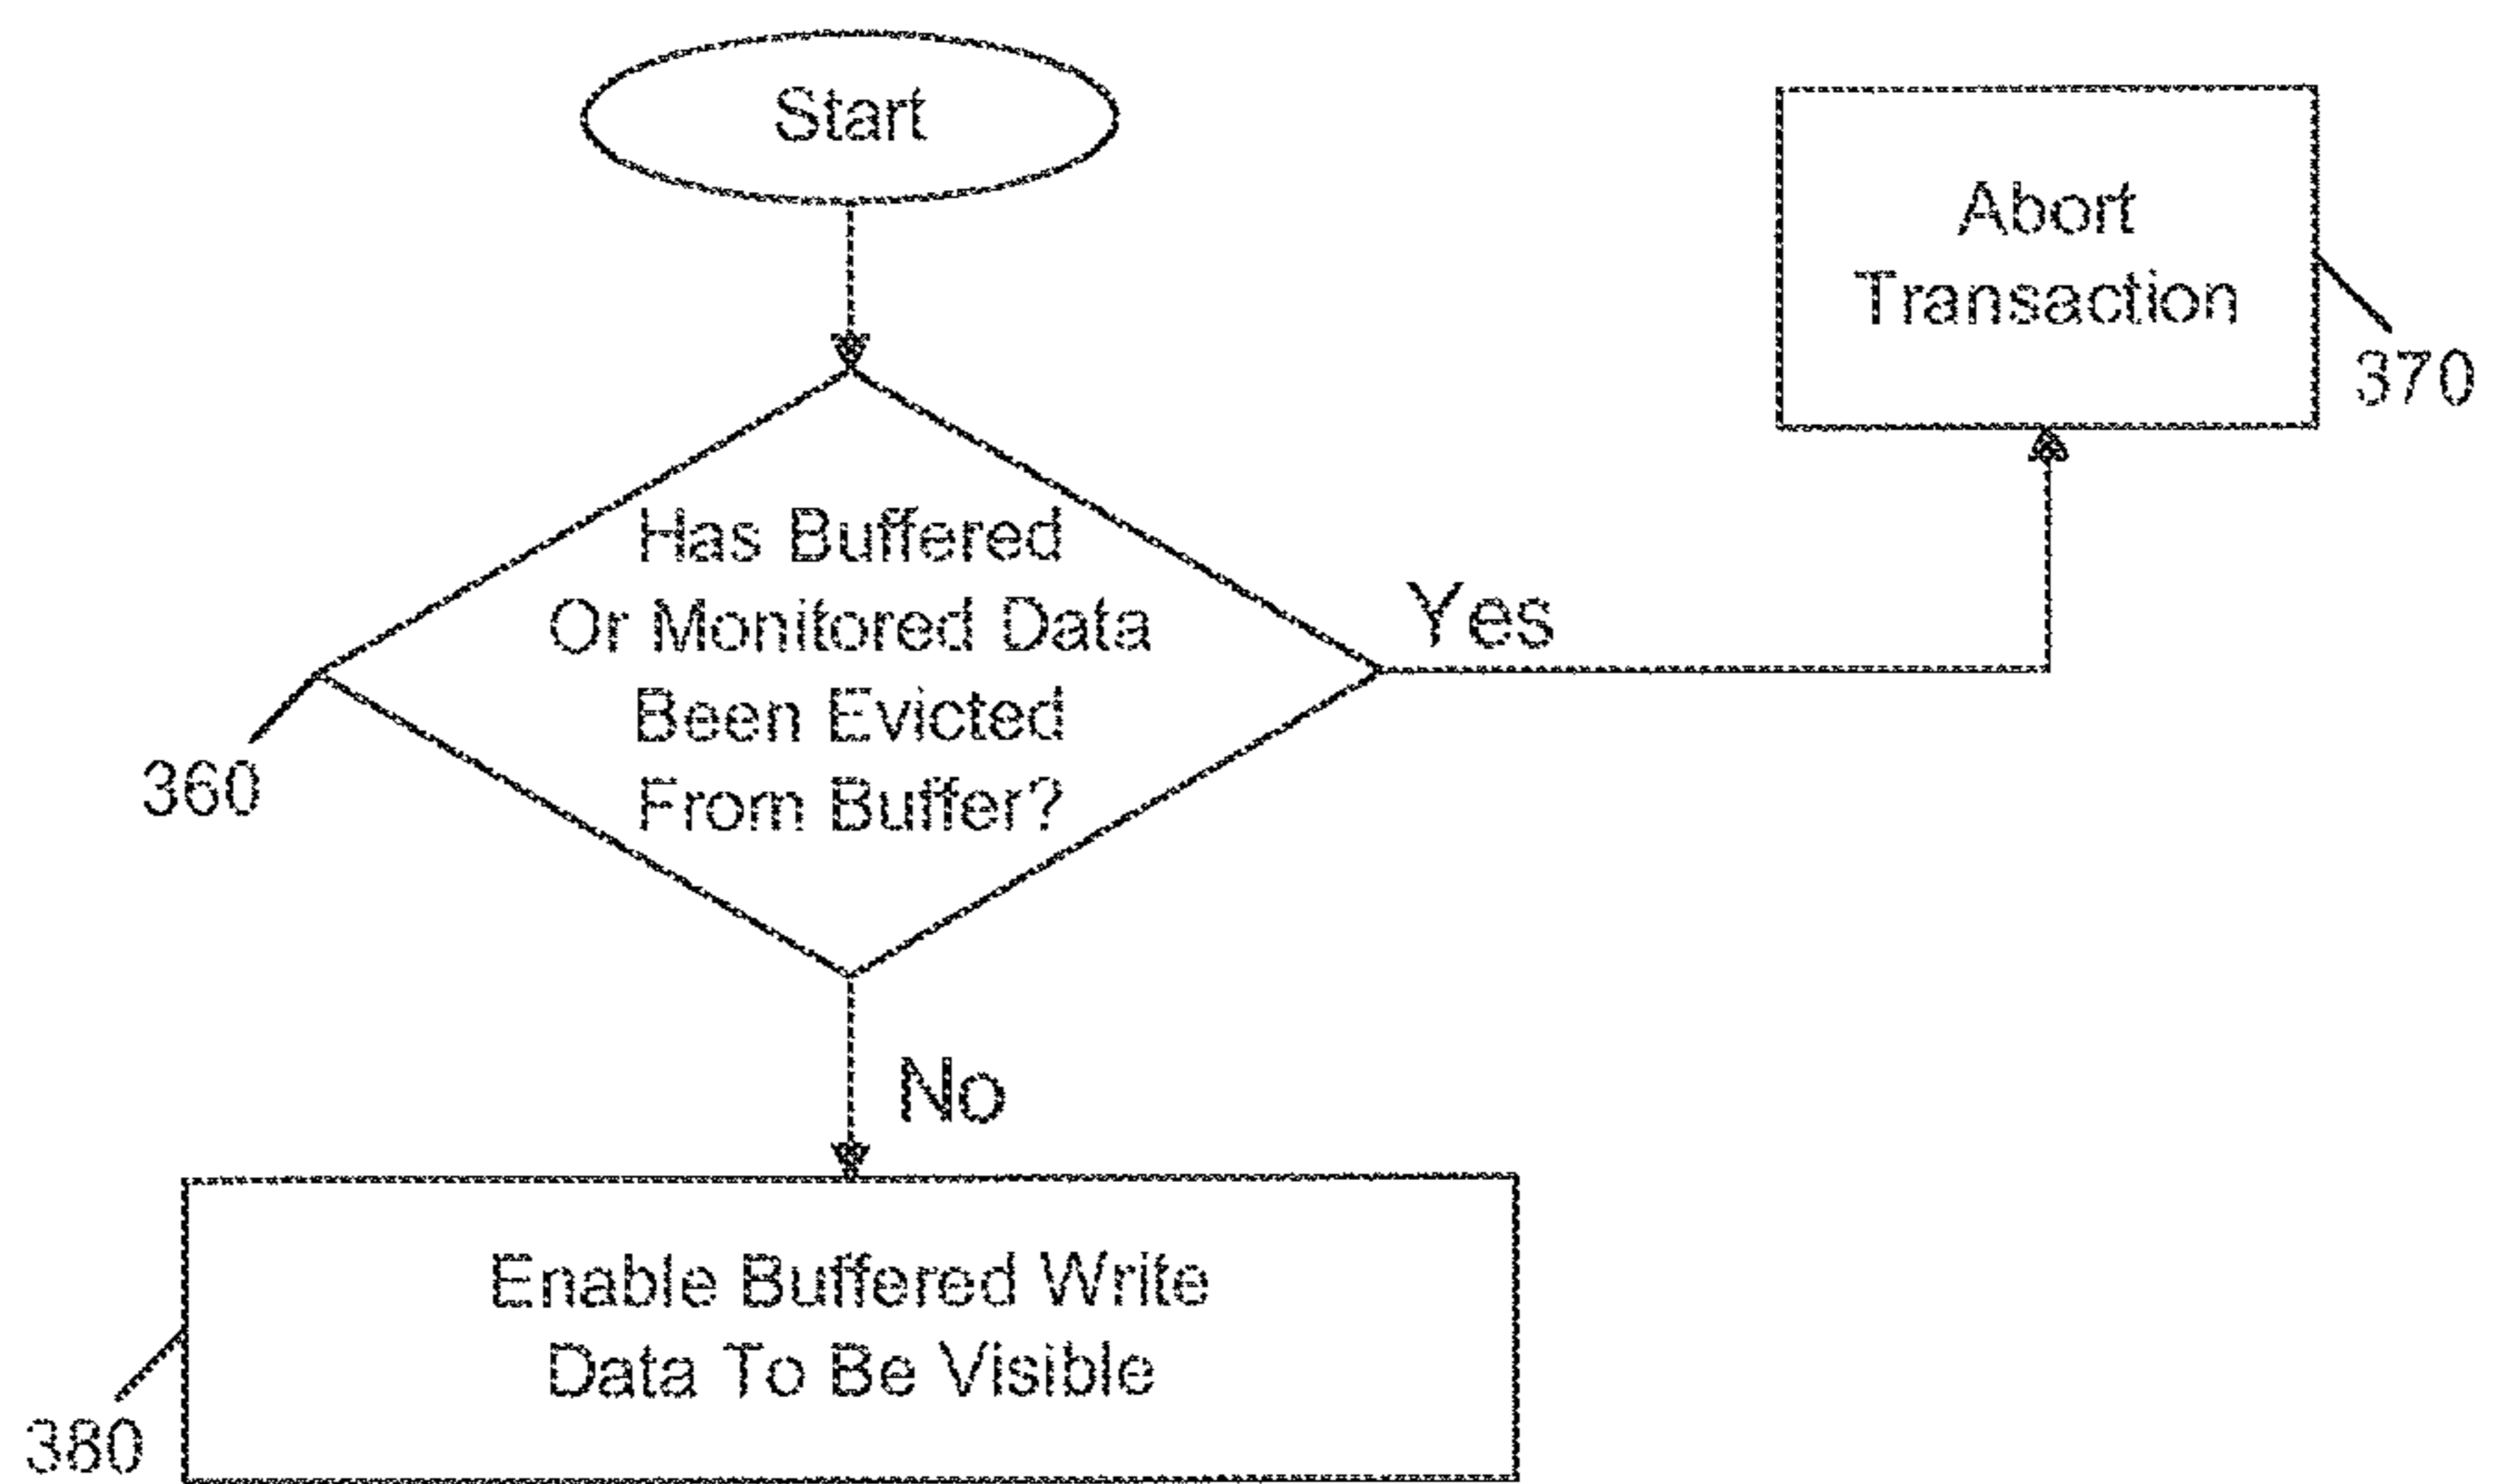 Start
Abort
Transaction
370
Has Buffered
Or Monitored Data
Been Evicted
From Buffer?
Yes
360
No
Enable Buffered Write
Data To Be Visible
380